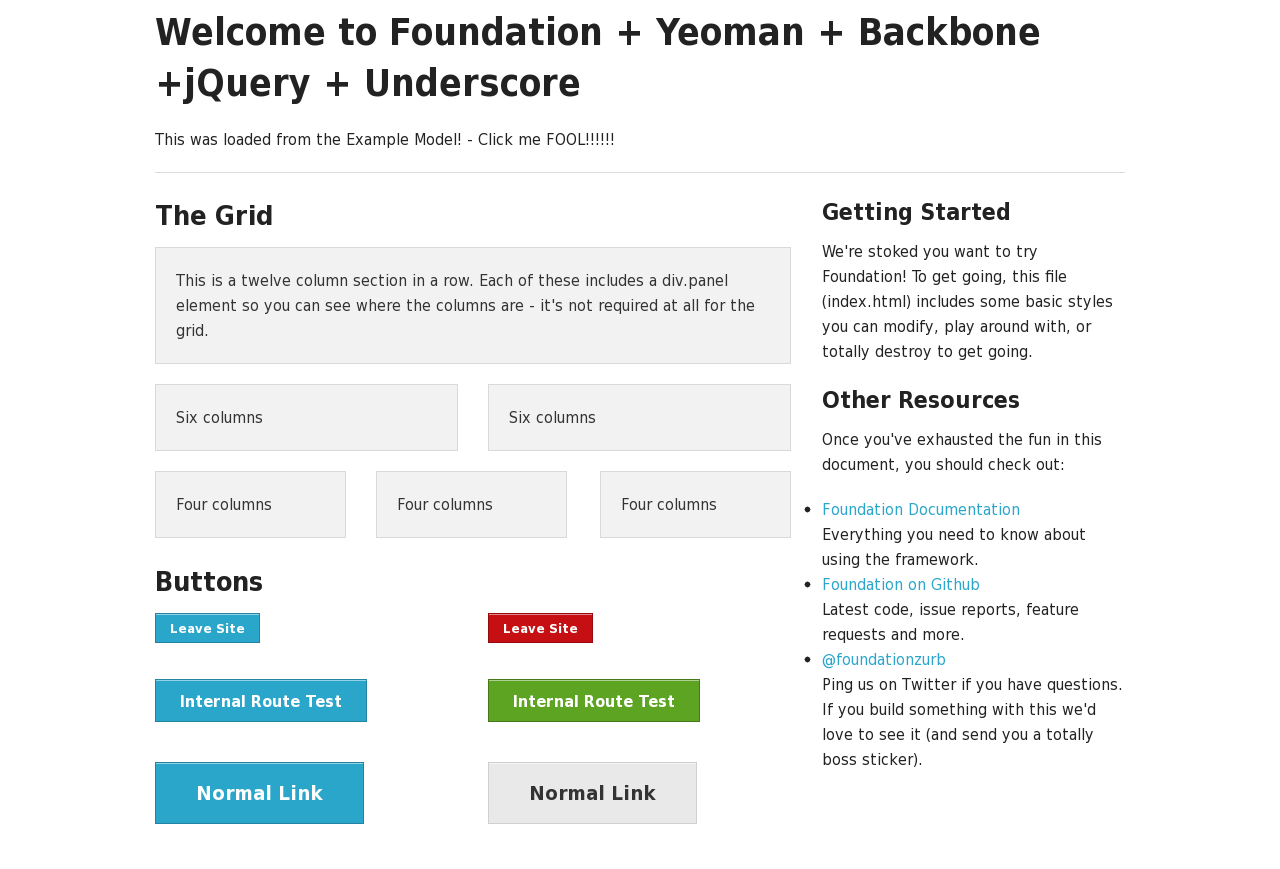 Welcome to Foundation + Yeoman + Backbone
+jQuery + Underscore
This was loaded from the Example Model! - Click me FOOL!!!!!!
The Grid
This is a twelve column section in a row. Each of these includes a div.panel
element so you can see where the columns are - it's not required at all for the
grid.
Six columns
Six columns
Four columns
Four columns
Four columns
Buttons
Leave Site
Leave Site
Internal Route Test
Internal Route Test
Normal Link
Normal Link
Getting Started
We're stoked you want to try
Foundation! To get going, this file
(index.html) includes some basic styles
you can modify, play around with, or
totally destroy to get going.
Other Resources
Once you've exhausted the fun in this
document, you should check out:
Foundation Documentation
Everything you need to know about
using the framework.
Foundation on Github
Latest code, issue reports, feature
requests and more.
@foundationzurb
Ping us on Twitter if you have questions.
If you build something with this we'd
love to see it (and send you a totally
boss sticker).